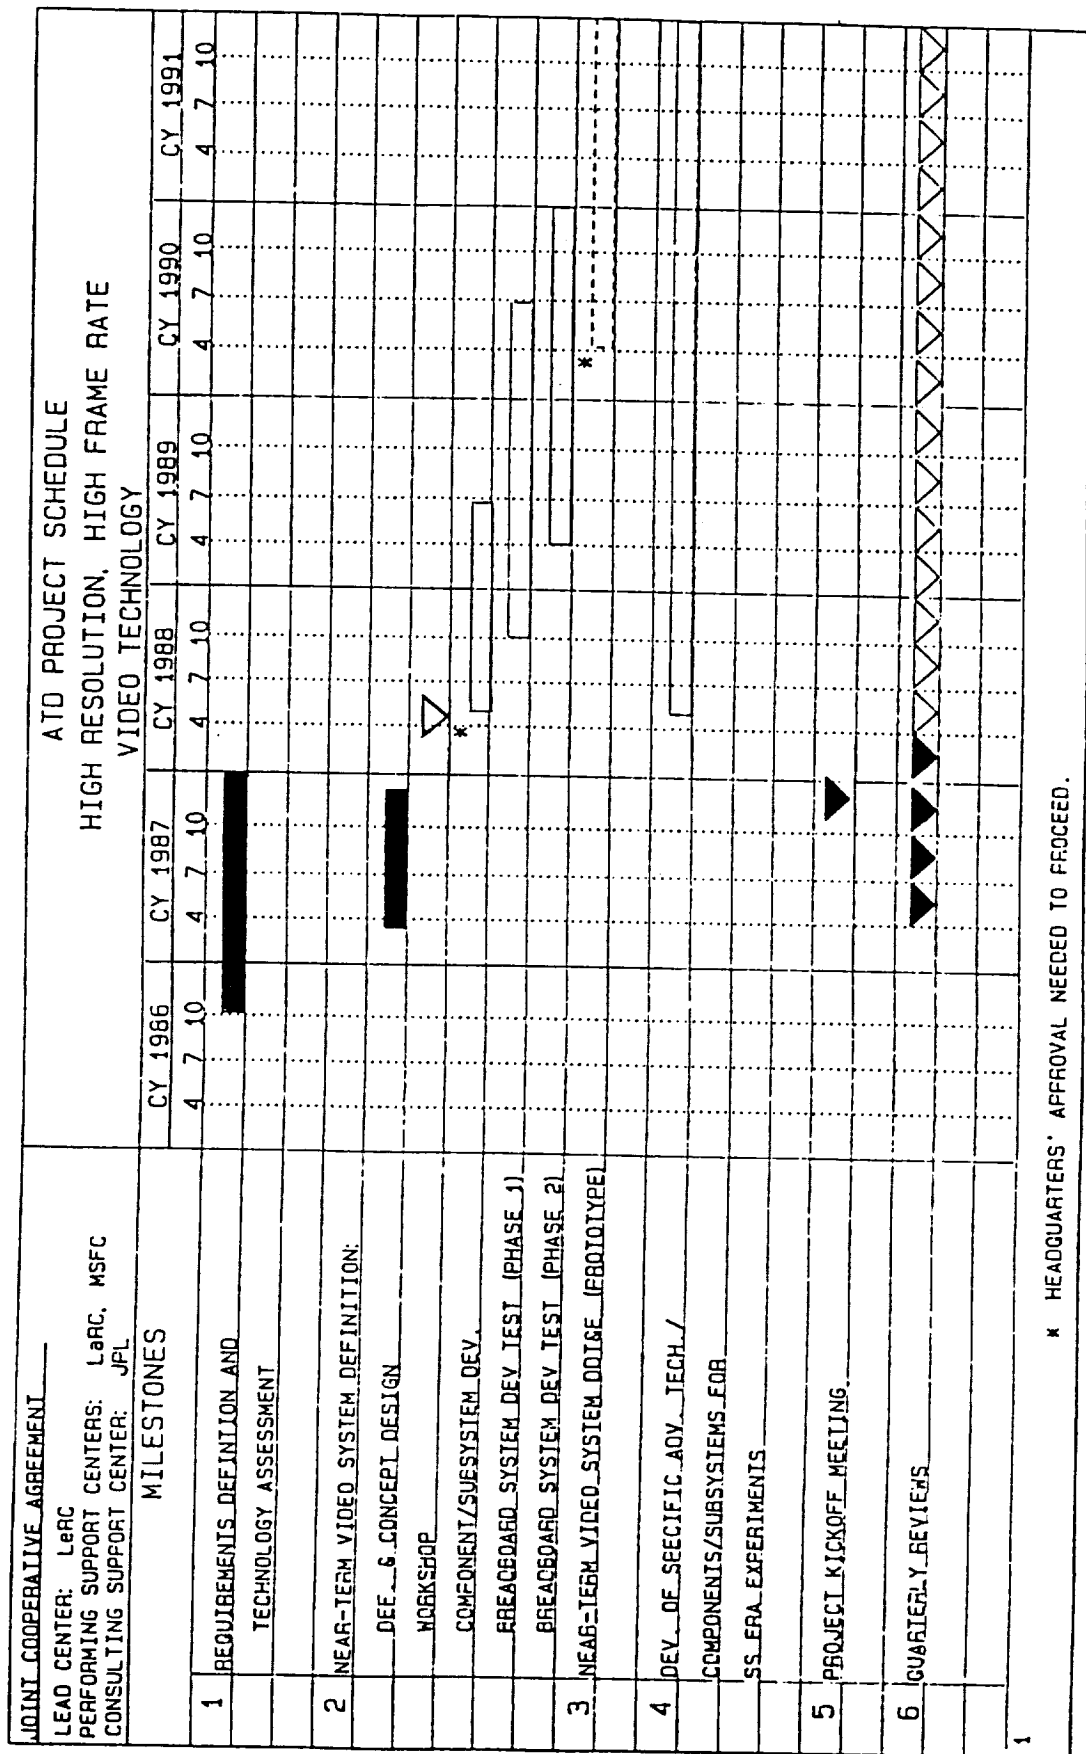 ATD PROJECT SCHEDULE
HIGH RESOLUTION, HIGH FRAME RATE
VIDEO TECHNOLOGY
JOINT COOPERATIVE AGREEMENT
LEAD CENTER: LeRC
PERFORMING SUPPORT CENTERS: LaRC, MSFC
CONSULTING SUPPORT CENTER: JPL
MILESTONES
CY 1986 CY 1987 CY 1988 CY 1989 CY 1990 CY 1991
4 7 10 4 7 10 4 7 10 4 7 10 4 7 10 4 7 10
1 REQUIREMENTS DEFINITION AND
TECHNOLOGY ASSESSMENT
2 NEAR-TERM VIDEO SYSTEM DEFINITION:
DEF. & CONCEPT DESIGN
WORKSHOP
COMPONENT/SUBSYSTEM DEV. *
BREADBOARD SYSTEM DEV TEST (PHASE 1)
BREADBOARD SYSTEM DEV TEST (PHASE 2)
3 NEAR-TERM VIDEO SYSTEM DDT&E (PROTOTYPE) *
4 DEV. OF SPECIFIC ADV. TECH./
COMPONENTS/SUBSYSTEMS FOR
SS ERA EXPERIMENTS
5 PROJECT KICKOFF MEETING
6 QUARTERLY REVIEWS
1
* HEADQUARTERS' APPROVAL NEEDED TO PROCEED.